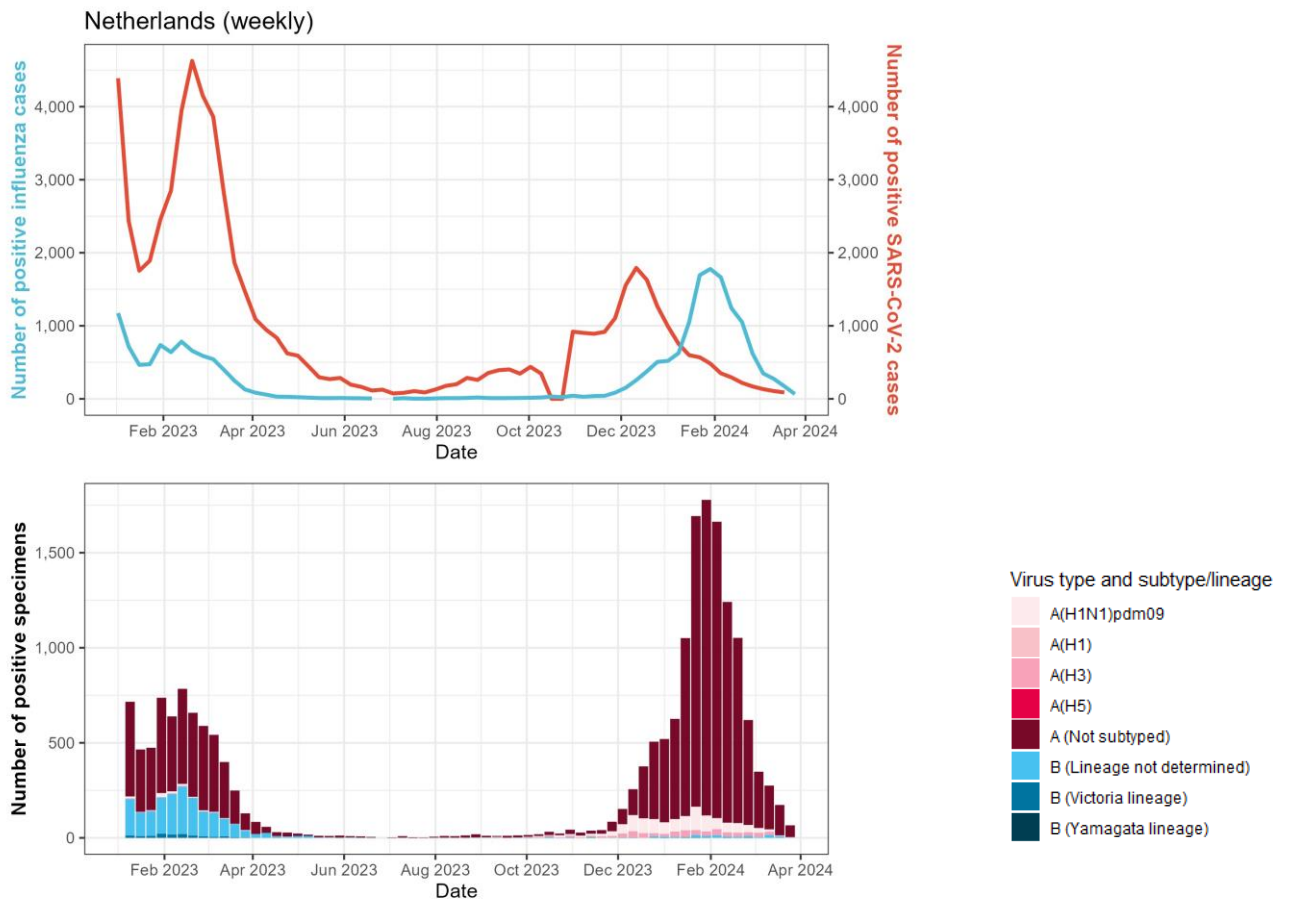 Netherlands (weekly)
Number of positive influenza cases
4,000
3,000
2,000
1,000
0
4,000
3,000
2,000
1,000
0
Number of positive SARS-CoV-2 cases
Feb 2023 Apr 2023 Jun 2023 Aug 2023 Oct 2023 Dec 2023 Feb 2024 Apr 2024
Date
Number of positive specimens
1,500
1,000
500
0
Feb 2023 Apr 2023 Jun 2023 Aug 2023 Oct 2023 Dec 2023 Feb 2024 Apr 2024
Date
Virus type and subtype/lineage
A(H1N1)pdm09
A(H1)
A(H3)
A(H5)
A (Not subtyped)
B (Lineage not determined)
B (Victoria lineage)
B (Yamagata lineage)